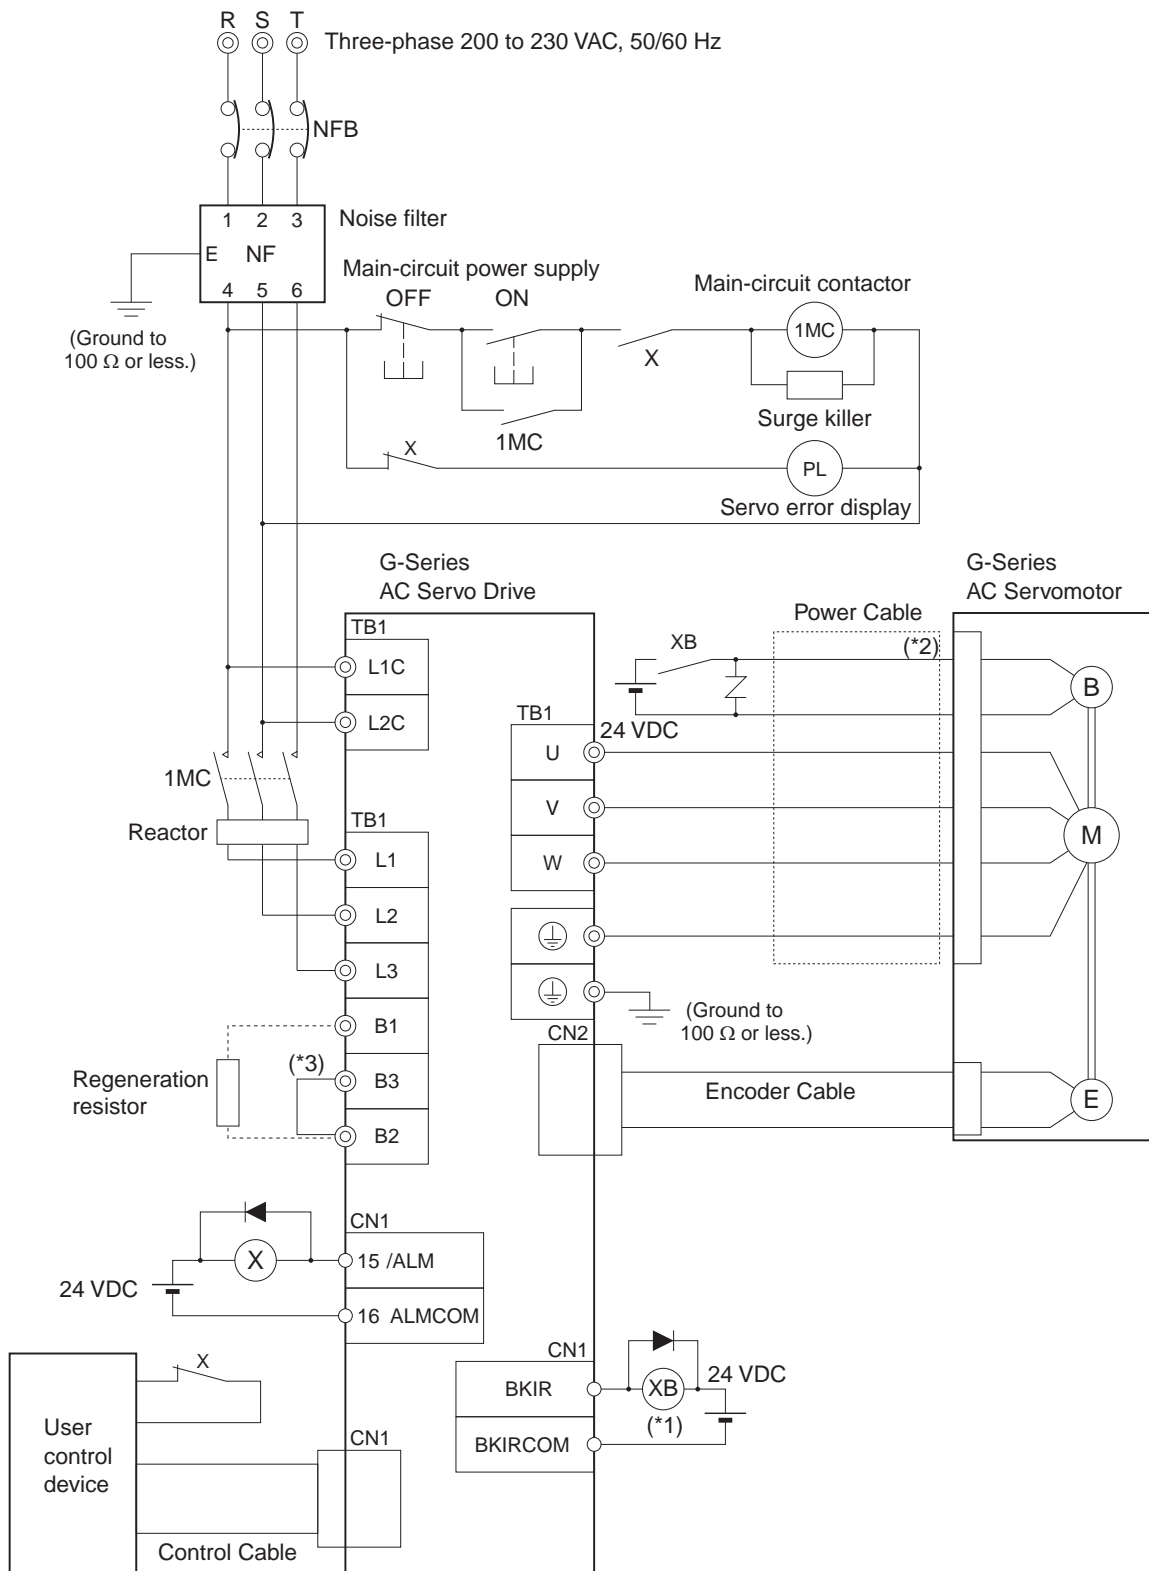 R S T
Three-phase 200 to 230 VAC, 50/60 Hz
NFB
1 2 3
Noise filter
E NF
4 5 6
(Ground to
100 Ω or less.)
Main-circuit power supply
OFF ON
Main-circuit contactor
1MC
X
Surge killer
1MC
X
PL
Servo error display
G-Series
AC Servo Drive
G-Series
AC Servomotor
TB1
L1C
L2C
XB
Power Cable
(*2)
24 VDC
B
TB1
U
V
W
M
1MC
Reactor
TB1
L1
L2
L3
B1
B3
B2
(*3)
Regeneration
resistor
(Ground to
100 Ω or less.)
CN2
Encoder Cable
E
CN1
X
15 /ALM
24 VDC
16 ALMCOM
CN1
BKIR
XB
24 VDC
(*1)
BKIRCOM
X
User
control
device
CN1
Control Cable